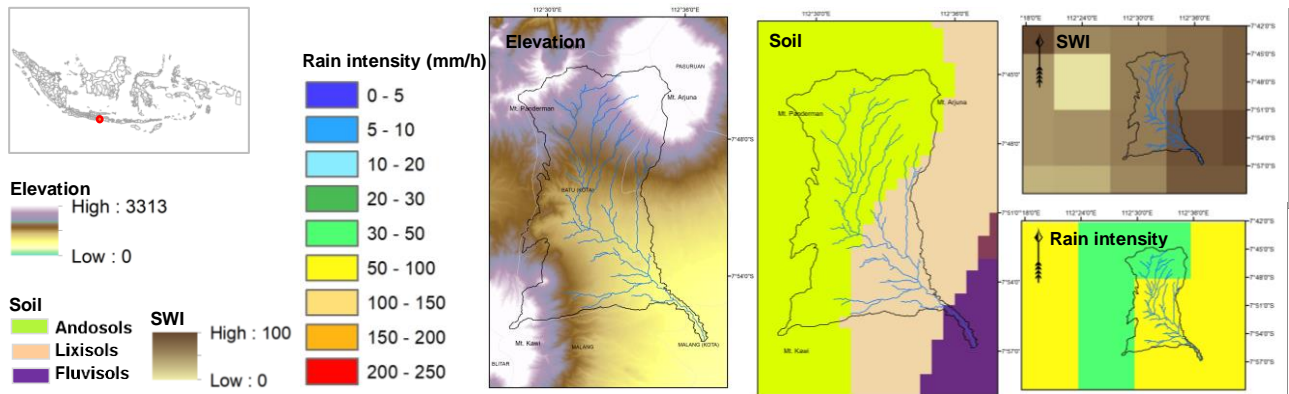 Elevation
High : 3313
Low : 0
Soil
Andosols
Lixisols
Fluvisols
SWI
High : 100
Low : 0
Rain intensity (mm/h)
0 - 5
5 - 10
10 - 20
20 - 30
30 - 50
50 - 100
100 - 150
150 - 200
200 - 250
112°30'0"E
112°36'0"E
Elevation
PASURUAN
Mt. Panderman
Mt. Arjuna
7°48'0"S
BATU (KOTA)
7°54'0"S
Mt. Kawi
MALANG
MALANG (KOTA)
BLITAR
112°30'0"E
112°36'0"E
Soil
7°45'0"S
Mt. Panderman
Mt. Arjuna
7°48'0"S
7°51'0"S
7°54'0"S
Mt. Kawi
7°57'0"S
112°18'0"E
112°24'0"E
112°30'0"E
112°36'0"E
7°42'0"S
SWI
7°45'0"S
7°48'0"S
7°51'0"S
7°54'0"S
7°57'0"S
112°18'0"E
112°24'0"E
112°30'0"E
112°36'0"E
7°42'0"S
Rain intensity
7°45'0"S
7°48'0"S
7°51'0"S
7°54'0"S
7°57'0"S